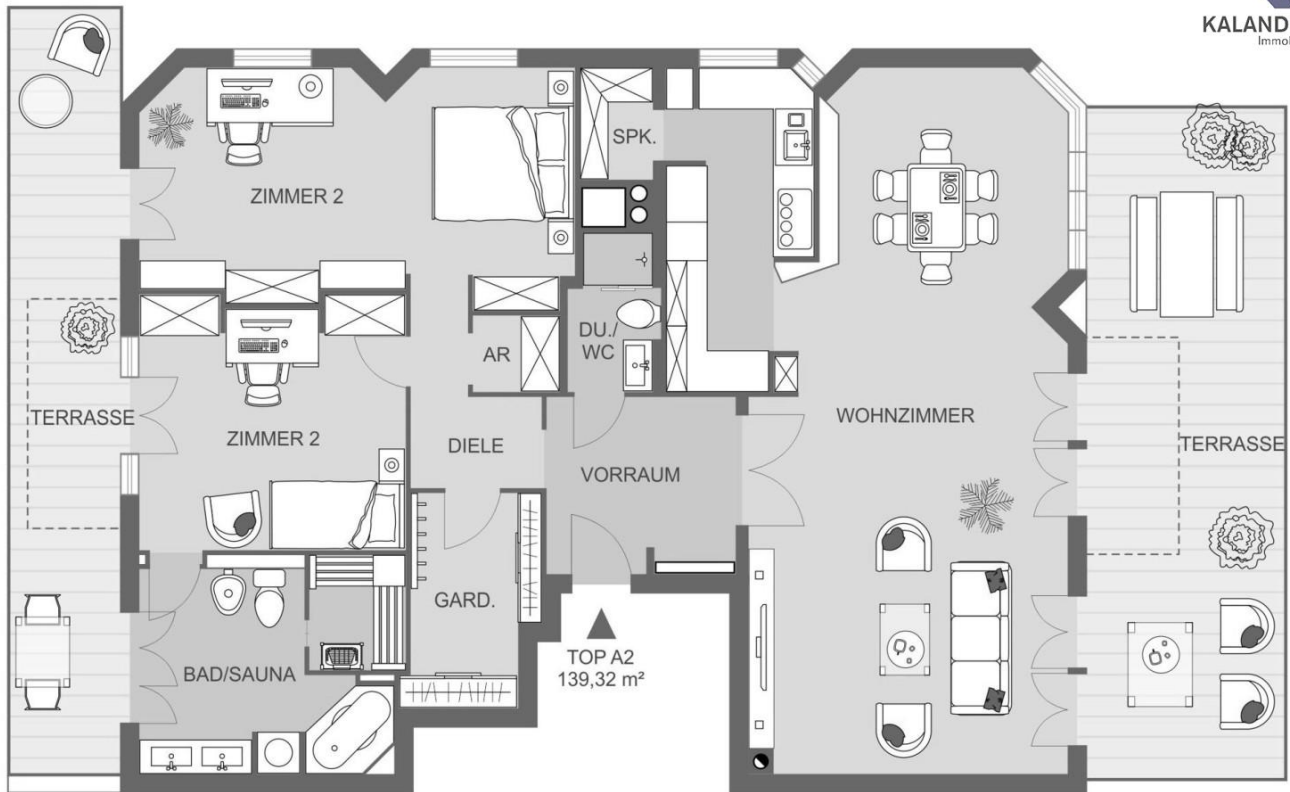 KALAND
Immo
SPK.
ZIMMER 2
DU./
WC
AR
TERRASSE
ZIMMER 2
DIELE
VORRAUM
WOHNZIMMER
TERRASSE
GARD.
BAD/SAUNA
TOP A2
139,32 m²